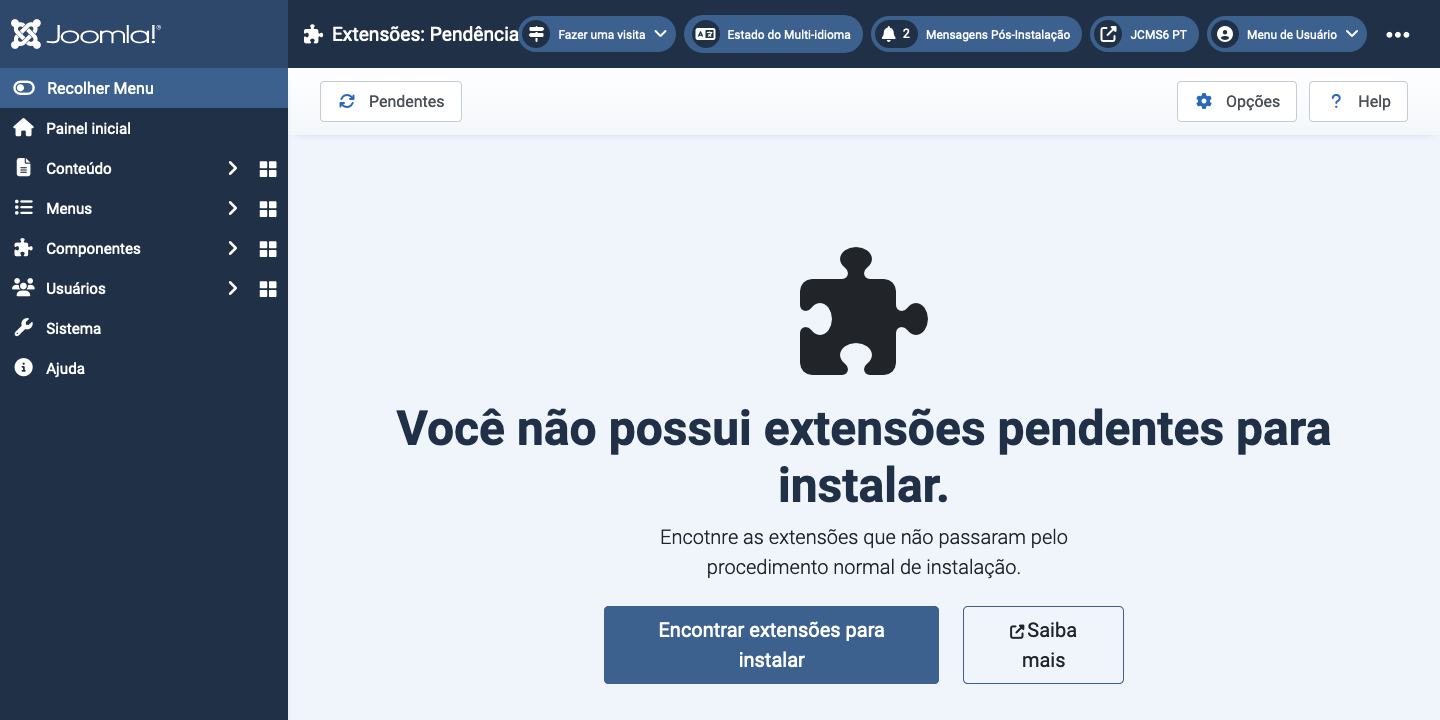 Joomla!®
Extensões: Pendência
Fazer uma visita
Estado do Multi-idioma
2
Mensagens Pós-Instalação
JCMS6 PT
Menu de Usuário
Recolher Menu
Painel inicial
Conteúdo
Menus
Componentes
Usuários
Sistema
Ajuda
Pendentes
Opções
? Help
Você não possui extensões pendentes para
instalar.
Encotnre as extensões que não passaram pelo
procedimento normal de instalação.
Encontrar extensões para
instalar
Saiba
mais